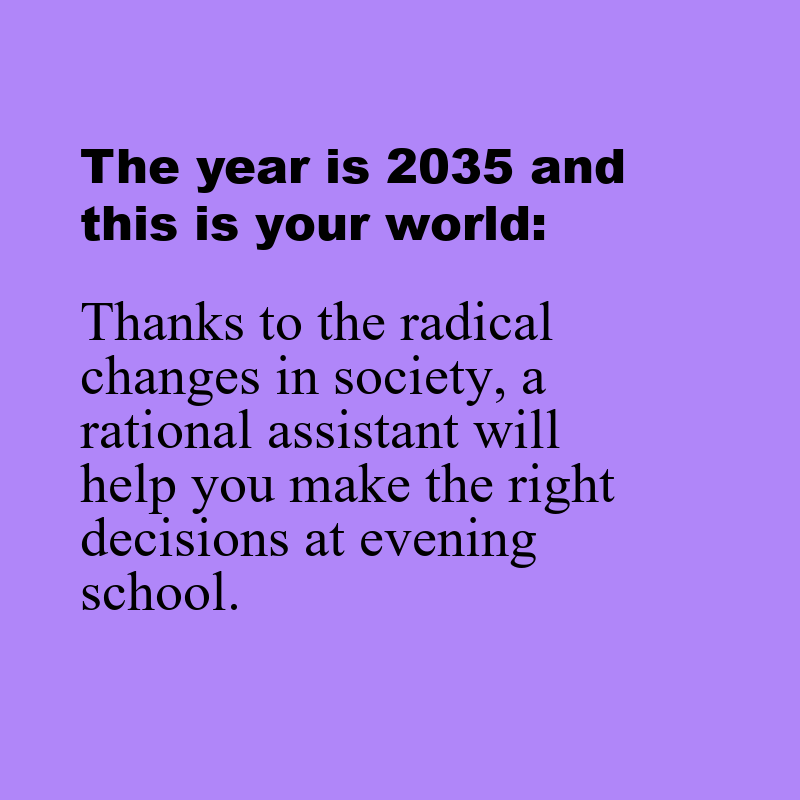 The year is 2035 and
this is your world:
Thanks to the radical
changes in society, a
rational assistant will
help you make the right
decisions at evening
school.